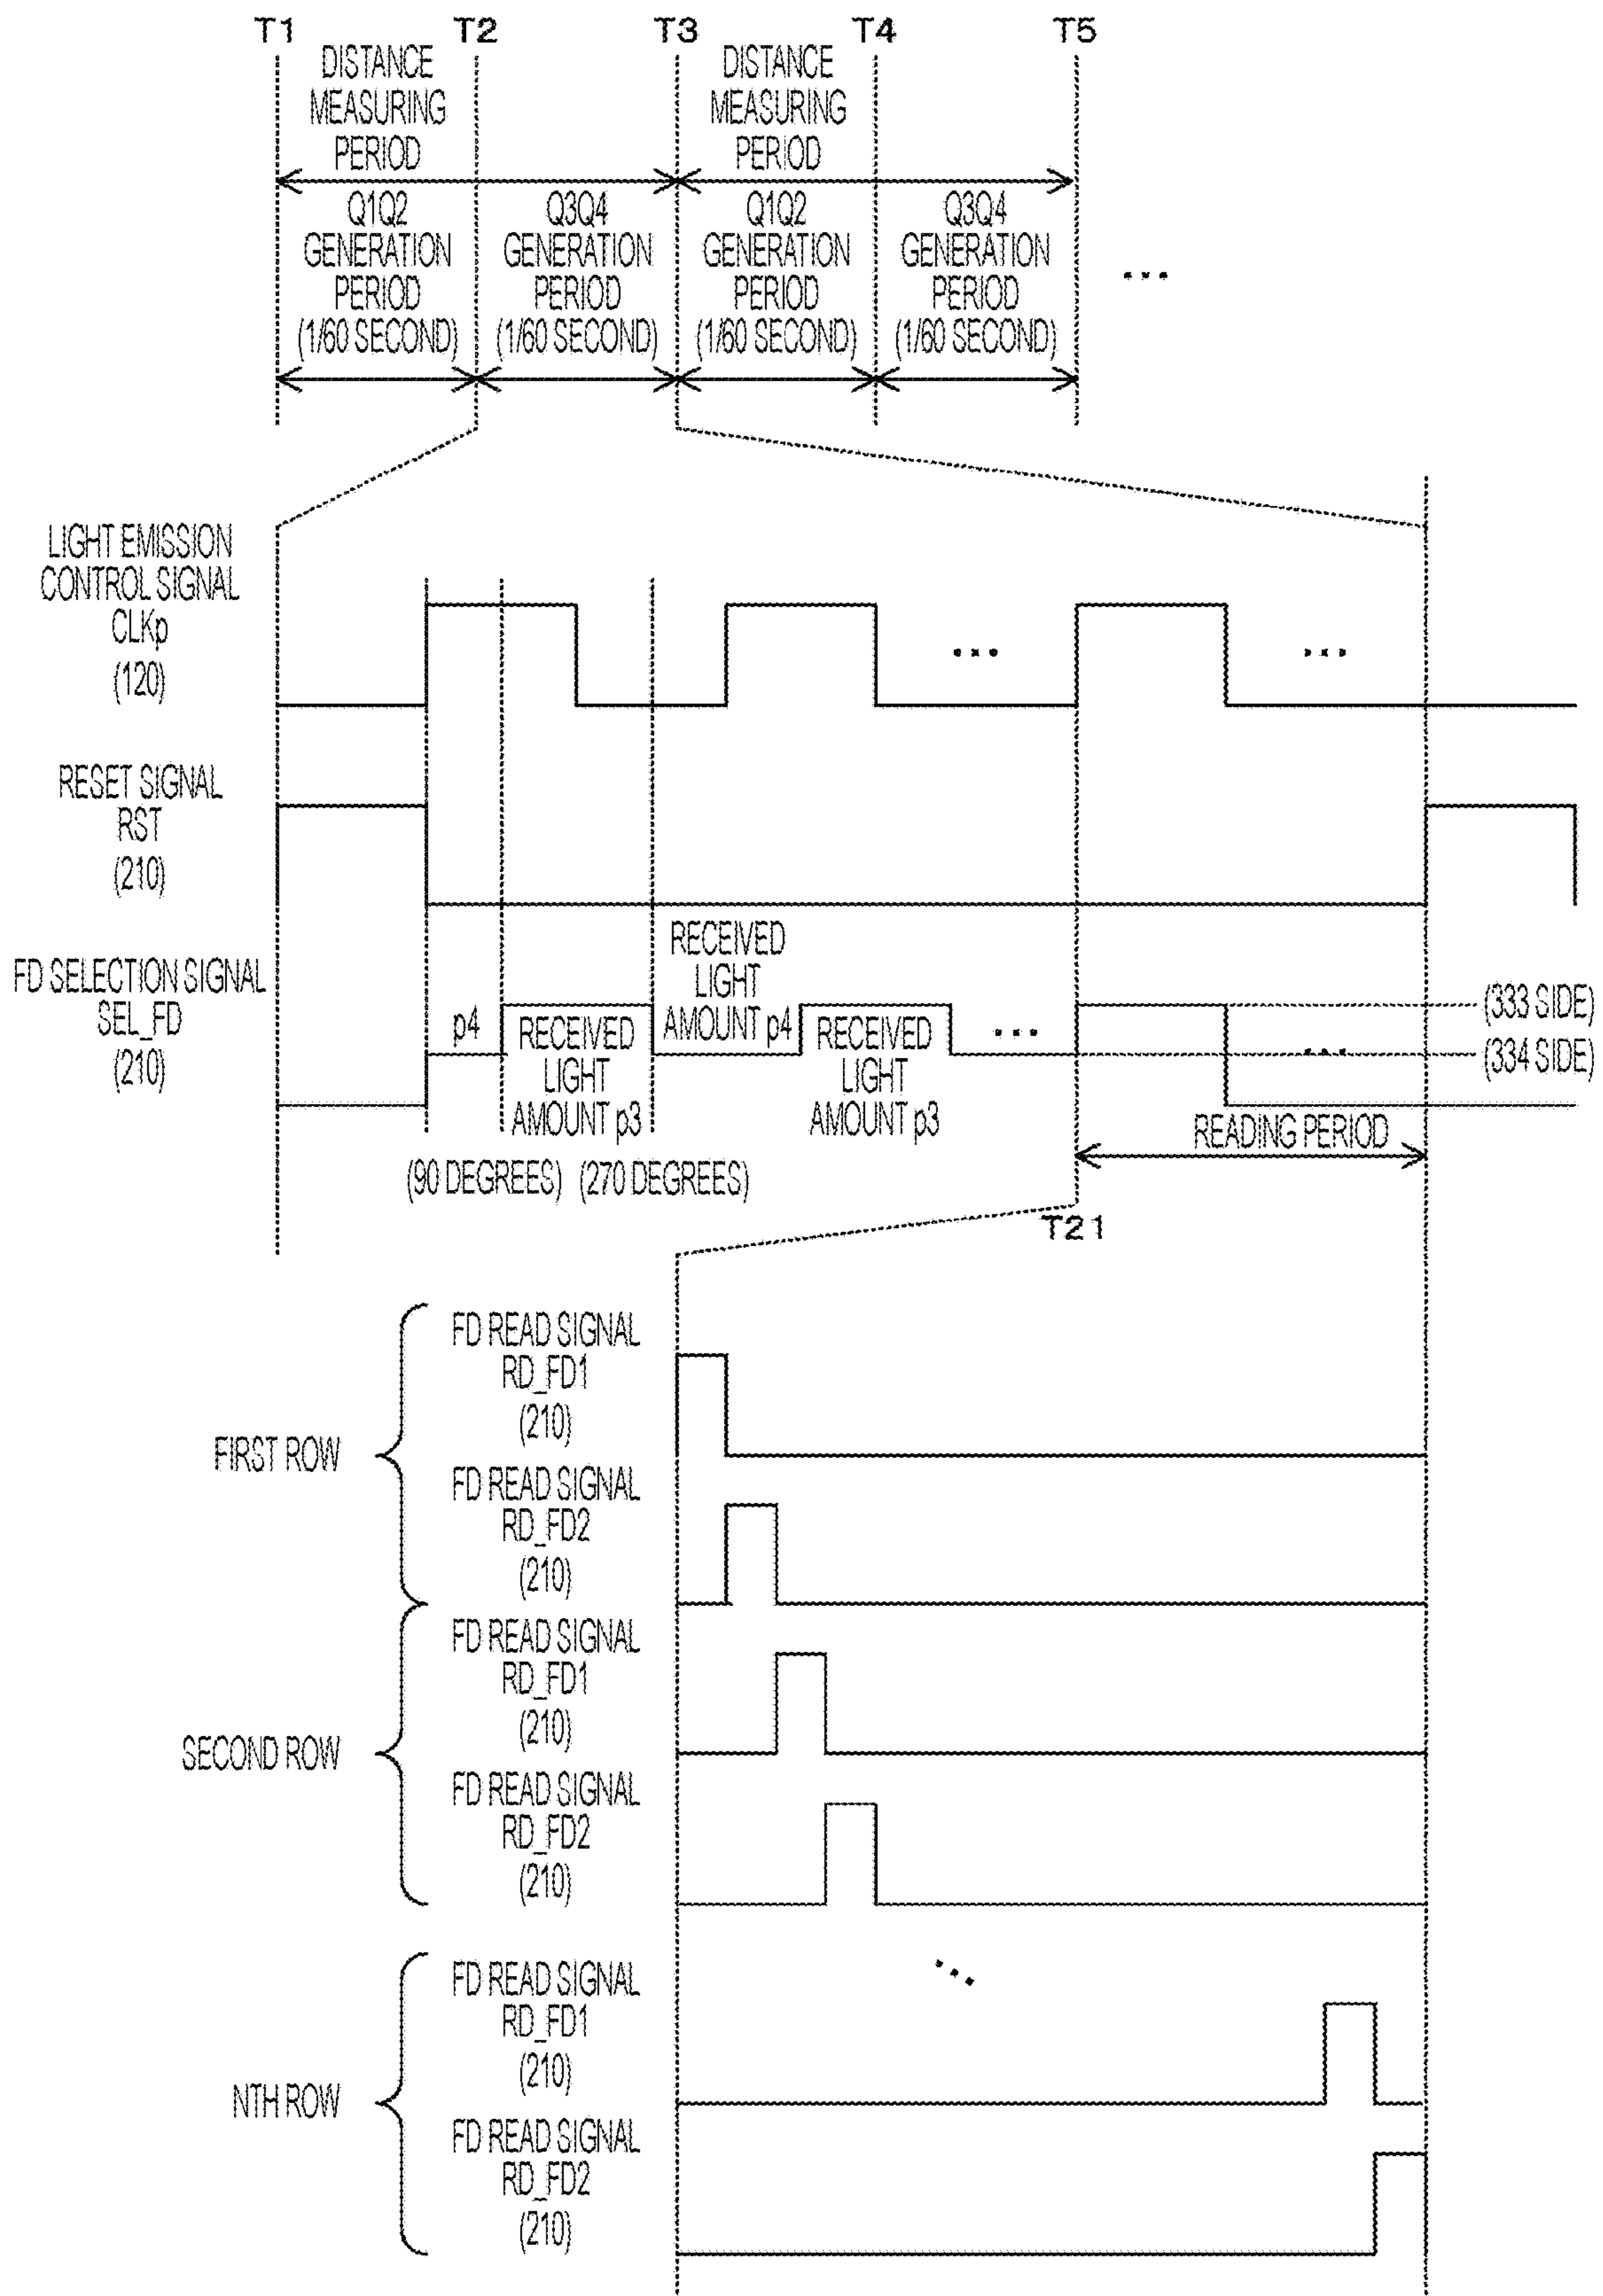 T1 T2 T3 T4 T5
DISTANCE
MEASURING
PERIOD
DISTANCE
MEASURING
PERIOD
Q1Q2
GENERATION
PERIOD
(1/60 SECOND)
Q3Q4
GENERATION
PERIOD
(1/60 SECOND)
Q1Q2
GENERATION
PERIOD
(1/60 SECOND)
Q3Q4
GENERATION
PERIOD
(1/60 SECOND)
...
LIGHT EMISSION
CONTROL SIGNAL
CLKp
(120)
... ...
RESET SIGNAL
RST
(210)
FD SELECTION SIGNAL
SEL_FD
(210)
p4
RECEIVED
LIGHT
AMOUNT p3
RECEIVED
LIGHT
AMOUNT p4
RECEIVED
LIGHT
AMOUNT p3
... ...
(333 SIDE)
(334 SIDE)
READING PERIOD
(90 DEGREES) (270 DEGREES)
T21
FIRST ROW
FD READ SIGNAL
RD_FD1
(210)
FD READ SIGNAL
RD_FD2
(210)
SECOND ROW
FD READ SIGNAL
RD_FD1
(210)
FD READ SIGNAL
RD_FD2
(210)
...
NTH ROW
FD READ SIGNAL
RD_FD1
(210)
FD READ SIGNAL
RD_FD2
(210)